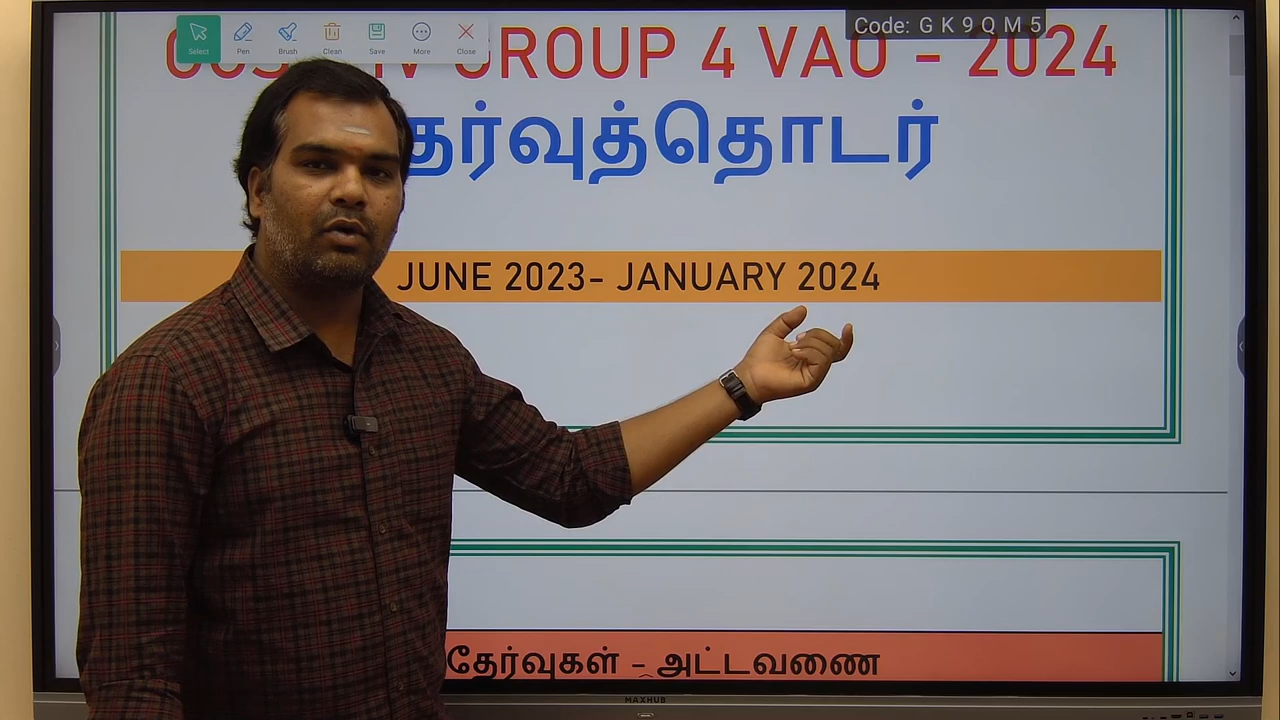 Code: G K 9 Q M 5
Select Pen Brush Clean Save More Close
GROUP 4 VAO - 2024
தேர்வுத்தொடர்
JUNE 2023- JANUARY 2024
தேர்வுகள் - அட்டவணை
MAXHUB